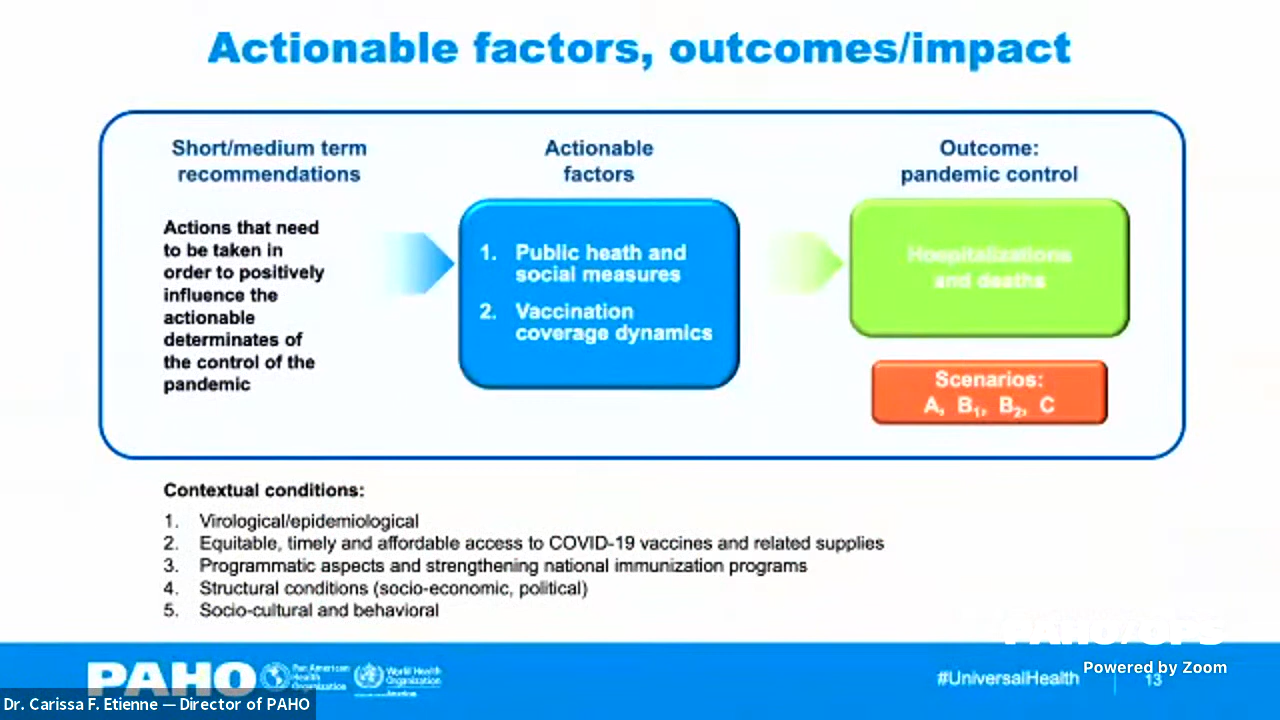 Actionable factors, outcomes/impact
Short/medium term
recommendations
Actions that need
to be taken in
order to positively
influence the
actionable
determinates of
the control of the
pandemic
Actionable
factors
1. Public heath and
social measures
2. Vaccination
coverage dynamics
Outcome:
pandemic control
Hospitalizations
and deaths
Scenarios:
A, B1, B2, C
Contextual conditions:
1. Virological/epidemiological
2. Equitable, timely and affordable access to COVID-19 vaccines and related supplies
3. Programmatic aspects and strengthening national immunization programs
4. Structural conditions (socio-economic, political)
5. Socio-cultural and behavioral
PAHO/OPS
PAHO
Pan American
Health
Organization
World Health
Organization
Americas
#UniversalHealth
Powered by Zoom
13
Dr. Carissa F. Etienne — Director of PAHO